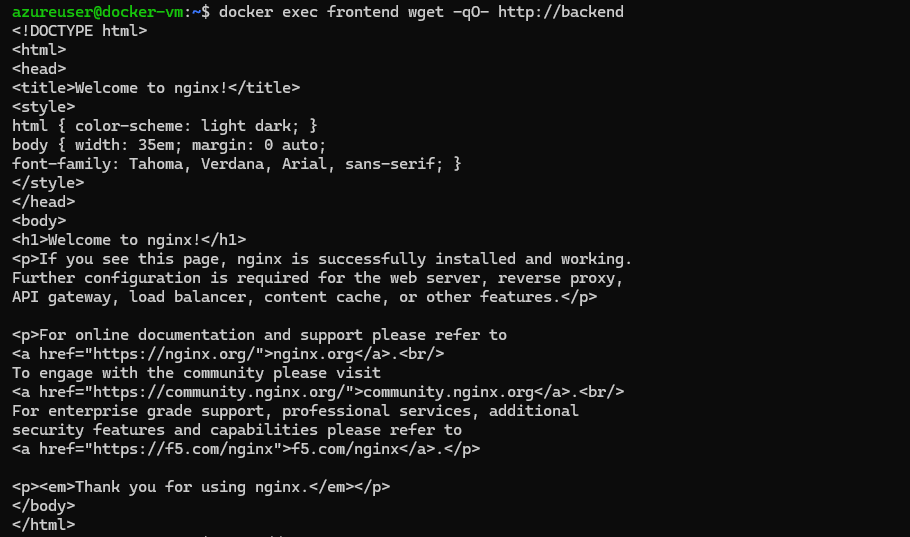 azureuser@docker-vm:~$ docker exec frontend wget -qO- http://backend
<!DOCTYPE html>
<html>
<head>
<title>Welcome to nginx!</title>
<style>
html { color-scheme: light dark; }
body { width: 35em; margin: 0 auto;
font-family: Tahoma, Verdana, Arial, sans-serif; }
</style>
</head>
<body>
<h1>Welcome to nginx!</h1>
<p>If you see this page, nginx is successfully installed and working.
Further configuration is required for the web server, reverse proxy,
API gateway, load balancer, content cache, or other features.</p>

<p>For online documentation and support please refer to
<a href="https://nginx.org/">nginx.org</a>.<br/>
To engage with the community please visit
<a href="https://community.nginx.org/">community.nginx.org</a>.<br/>
For enterprise grade support, professional services, additional
security features and capabilities please refer to
<a href="https://f5.com/nginx">f5.com/nginx</a>.</p>

<p><em>Thank you for using nginx.</em></p>
</body>
</html>